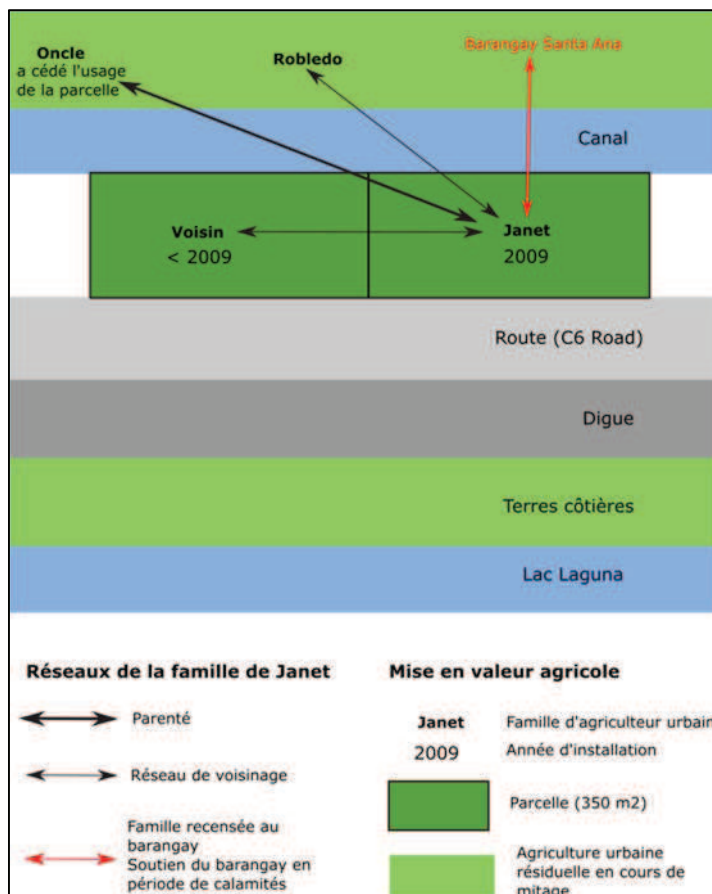 Oncle
a cédé l'usage
de la parcelle
Robledo
Barangay Santa Ana
Canal
Voisin
< 2009
Janet
2009
Route (C6 Road)
Digue
Terres côtières
Lac Laguna
Réseaux de la famille de Janet
Parenté
Réseau de voisinage
Famille recensée au
barangay
Soutien du barangay en
période de calamités
Mise en valeur agricole
Janet
Famille d'agriculteur urbain
2009
Année d'installation
Parcelle (350 m2)
Agriculture urbaine
résiduelle en cours de
mitage